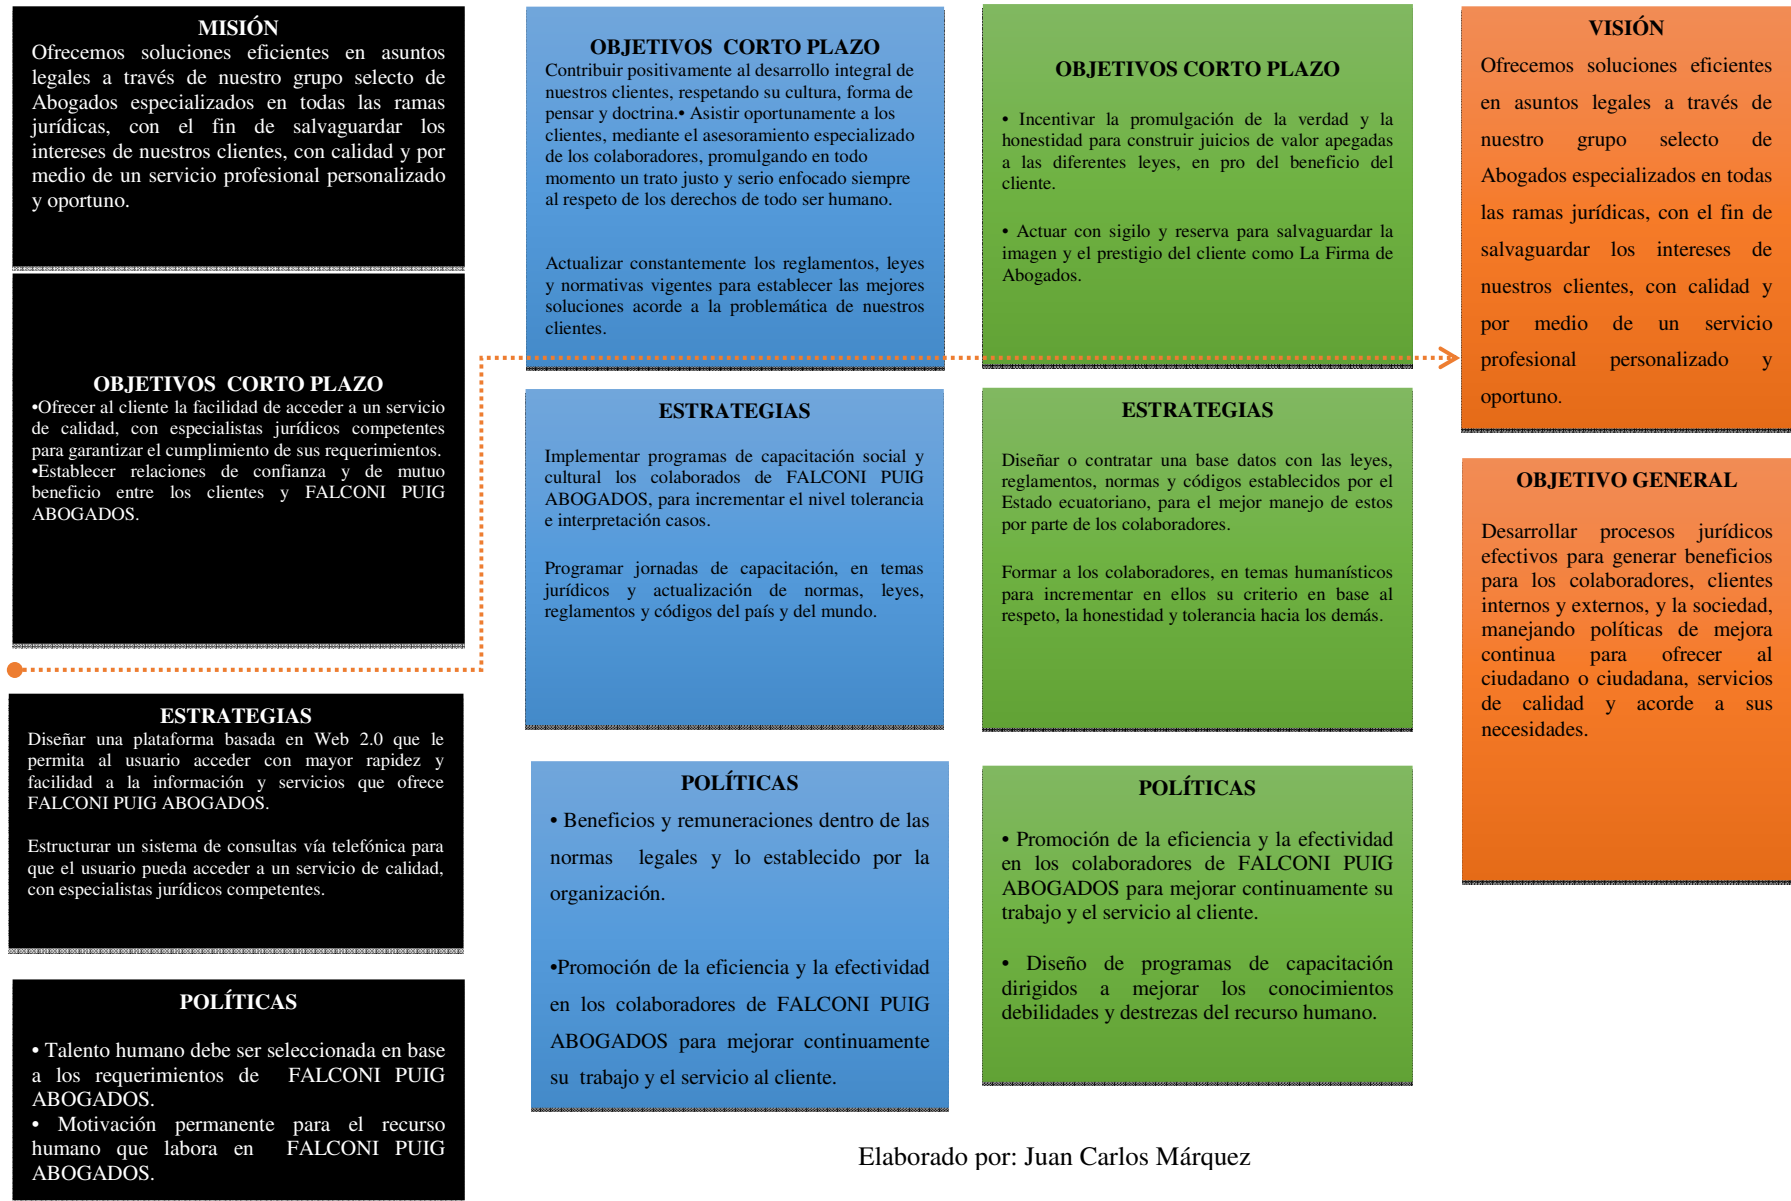 MISIÓN
Ofrecemos soluciones eficientes en asuntos
legales a través de nuestro grupo selecto de
Abogados especializados en todas las ramas
jurídicas, con el fin de salvaguardar los
intereses de nuestros clientes, con calidad y por
medio de un servicio profesional personalizado
y oportuno.
OBJETIVOS CORTO PLAZO
•Ofrecer al cliente la facilidad de acceder a un servicio
de calidad, con especialistas jurídicos competentes
para garantizar el cumplimiento de sus requerimientos.
•Establecer relaciones de confianza y de mutuo
beneficio entre los clientes y FALCONI PUIG
ABOGADOS.
ESTRATEGIAS
Diseñar una plataforma basada en Web 2.0 que le
permita al usuario acceder con mayor rapidez y
facilidad a la información y servicios que ofrece
FALCONI PUIG ABOGADOS.
Estructurar un sistema de consultas vía telefónica para
que el usuario pueda acceder a un servicio de calidad,
con especialistas jurídicos competentes.
POLÍTICAS
• Talento humano debe ser seleccionada en base
a los requerimientos de FALCONI PUIG
ABOGADOS.
• Motivación permanente para el recurso
humano que labora en FALCONI PUIG
ABOGADOS.
OBJETIVOS CORTO PLAZO
Contribuir positivamente al desarrollo integral de
nuestros clientes, respetando su cultura, forma de
pensar y doctrina.• Asistir oportunamente a los
clientes, mediante el asesoramiento especializado
de los colaboradores, promulgando en todo
momento un trato justo y serio enfocado siempre
al respeto de los derechos de todo ser humano.
Actualizar constantemente los reglamentos, leyes
y normativas vigentes para establecer las mejores
soluciones acorde a la problemática de nuestros
clientes.
ESTRATEGIAS
Implementar programas de capacitación social y
cultural los colaborados de FALCONI PUIG
ABOGADOS, para incrementar el nivel tolerancia
e interpretación casos.
Programar jornadas de capacitación, en temas
jurídicos y actualización de normas, leyes,
reglamentos y códigos del país y del mundo.
POLÍTICAS
• Beneficios y remuneraciones dentro de las
normas legales y lo establecido por la
organización.
•Promoción de la eficiencia y la efectividad
en los colaboradores de FALCONI PUIG
ABOGADOS para mejorar continuamente
su trabajo y el servicio al cliente.
OBJETIVOS CORTO PLAZO
• Incentivar la promulgación de la verdad y la
honestidad para construir juicios de valor apegadas
a las diferentes leyes, en pro del beneficio del
cliente.
• Actuar con sigilo y reserva para salvaguardar la
imagen y el prestigio del cliente como La Firma de
Abogados.
ESTRATEGIAS
Diseñar o contratar una base datos con las leyes,
reglamentos, normas y códigos establecidos por el
Estado ecuatoriano, para el mejor manejo de estos
por parte de los colaboradores.
Formar a los colaboradores, en temas humanísticos
para incrementar en ellos su criterio en base al
respeto, la honestidad y tolerancia hacia los demás.
POLÍTICAS
• Promoción de la eficiencia y la efectividad
en los colaboradores de FALCONI PUIG
ABOGADOS para mejorar continuamente su
trabajo y el servicio al cliente.
• Diseño de programas de capacitación
dirigidos a mejorar los conocimientos
debilidades y destrezas del recurso humano.
VISIÓN
Ofrecemos soluciones eficientes
en asuntos legales a través de
nuestro grupo selecto de
Abogados especializados en todas
las ramas jurídicas, con el fin de
salvaguardar los intereses de
nuestros clientes, con calidad y
por medio de un servicio
profesional personalizado y
oportuno.
OBJETIVO GENERAL
Desarrollar procesos jurídicos
efectivos para generar beneficios
para los colaboradores, clientes
internos y externos, y la sociedad,
manejando políticas de mejora
continua para ofrecer al
ciudadano o ciudadana, servicios
de calidad y acorde a sus
necesidades.
Elaborado por: Juan Carlos Márquez